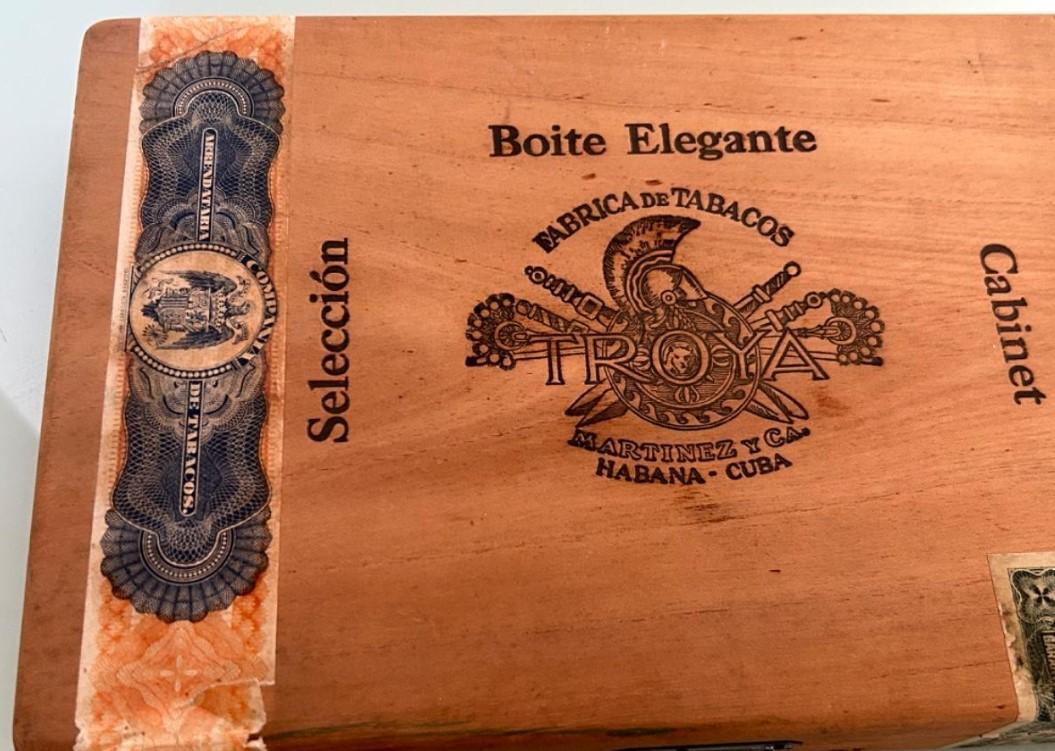 ARRENDATARIA
COMPAÑIA
DE TABACOS.
Selección
Boite Elegante
FABRICA DE TABACOS
TROYA
MARTINEZ Y CA.
HABANA - CUBA
Cabinet